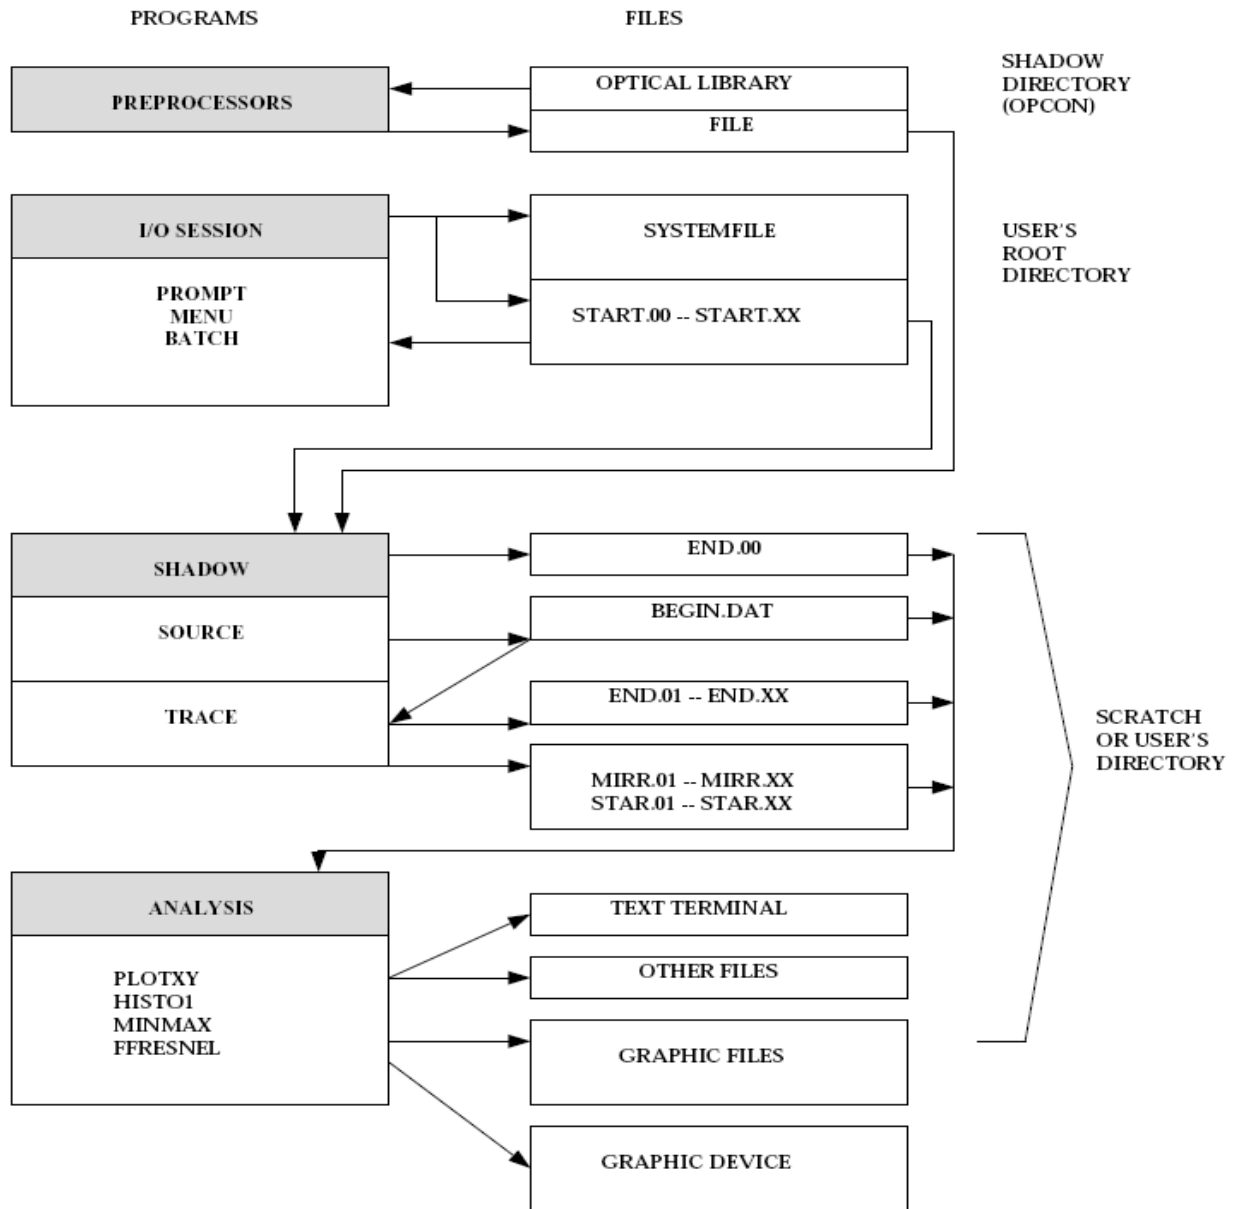 PROGRAMS
FILES
PREPROCESSORS
OPTICAL LIBRARY
FILE
SHADOW
DIRECTORY
(OPCON)
I/O SESSION
PROMPT
MENU
BATCH
SYSTEMFILE
START.00 -- START.XX
USER'S
ROOT
DIRECTORY
SHADOW
SOURCE
TRACE
END.00
BEGIN.DAT
END.01 -- END.XX
MIRR.01 -- MIRR.XX
STAR.01 -- STAR.XX
SCRATCH
OR USER'S
DIRECTORY
ANALYSIS
PLOTXY
HISTO1
MINMAX
FFRESNEL
TEXT TERMINAL
OTHER FILES
GRAPHIC FILES
GRAPHIC DEVICE